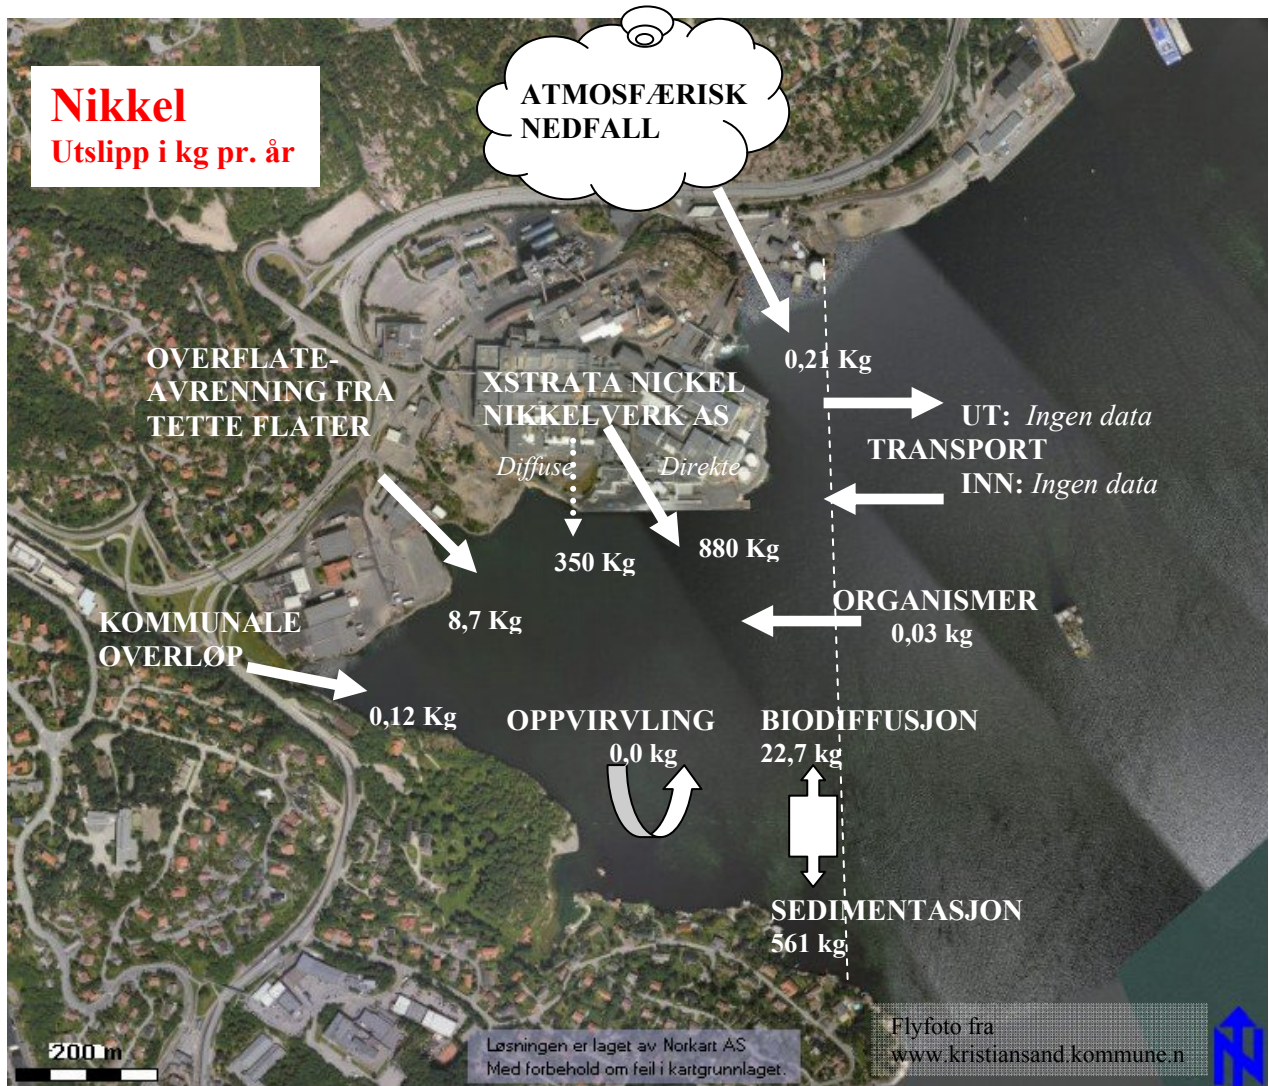 Nikkel
Utslipp i kg pr. år
ATMOSFÆRISK
NEDFALL
0,21 Kg
OVERFLATE-
AVRENNING FRA
TETTE FLATER
8,7 Kg
XSTRATA NICKEL
NIKKELVERK AS
Diffuse
Direkte
350 Kg
880 Kg
UT: Ingen data
TRANSPORT
INN: Ingen data
ORGANISMER
0,03 kg
KOMMUNALE
OVERLØP
0,12 Kg
OPPVIRVLING
0,0 kg
BIODIFFUSJON
22,7 kg
SEDIMENTASJON
561 kg
200 m
Løsningen er laget av Norkart AS
Med forbehold om feil i kartgrunnlaget.
Flyfoto fra
www.kristiansand.kommune.n
N